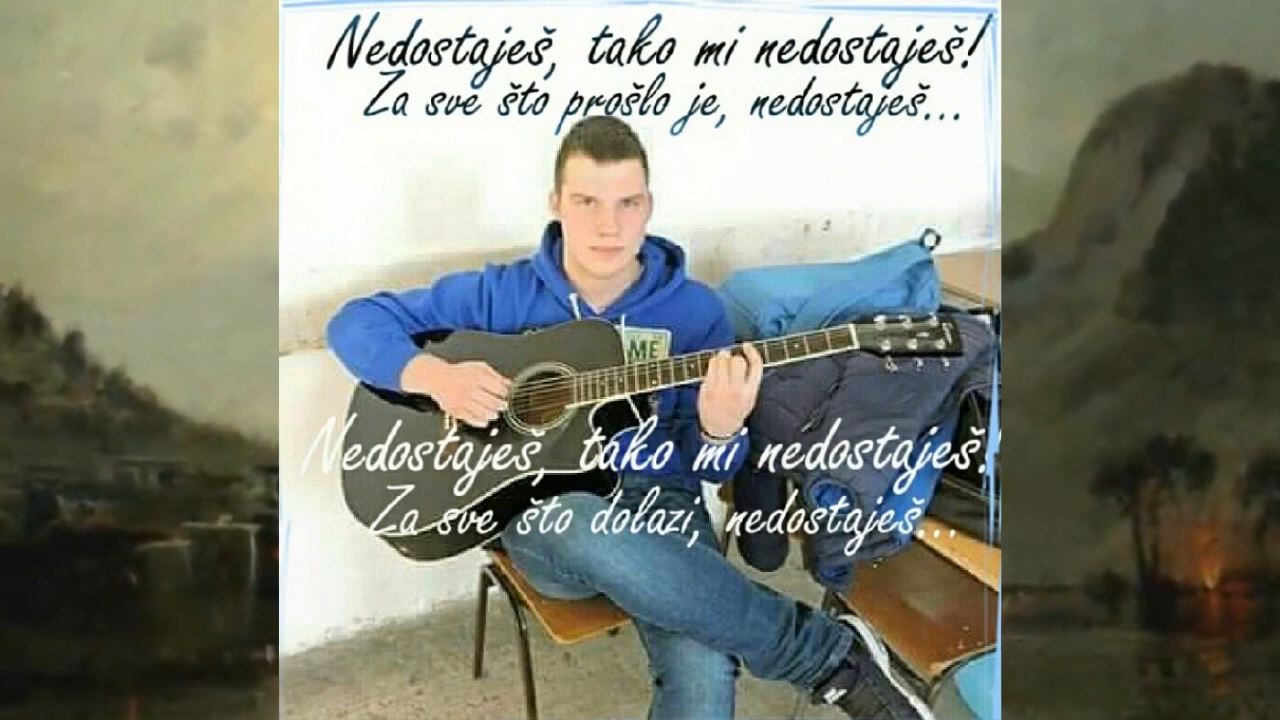 Nedostaješ, tako mi nedostaješ!
Za sve što prošlo je, nedostaješ...
ME
Nedostaješ, tako mi nedostaješ!
Za sve što dolazi, nedostaješ...